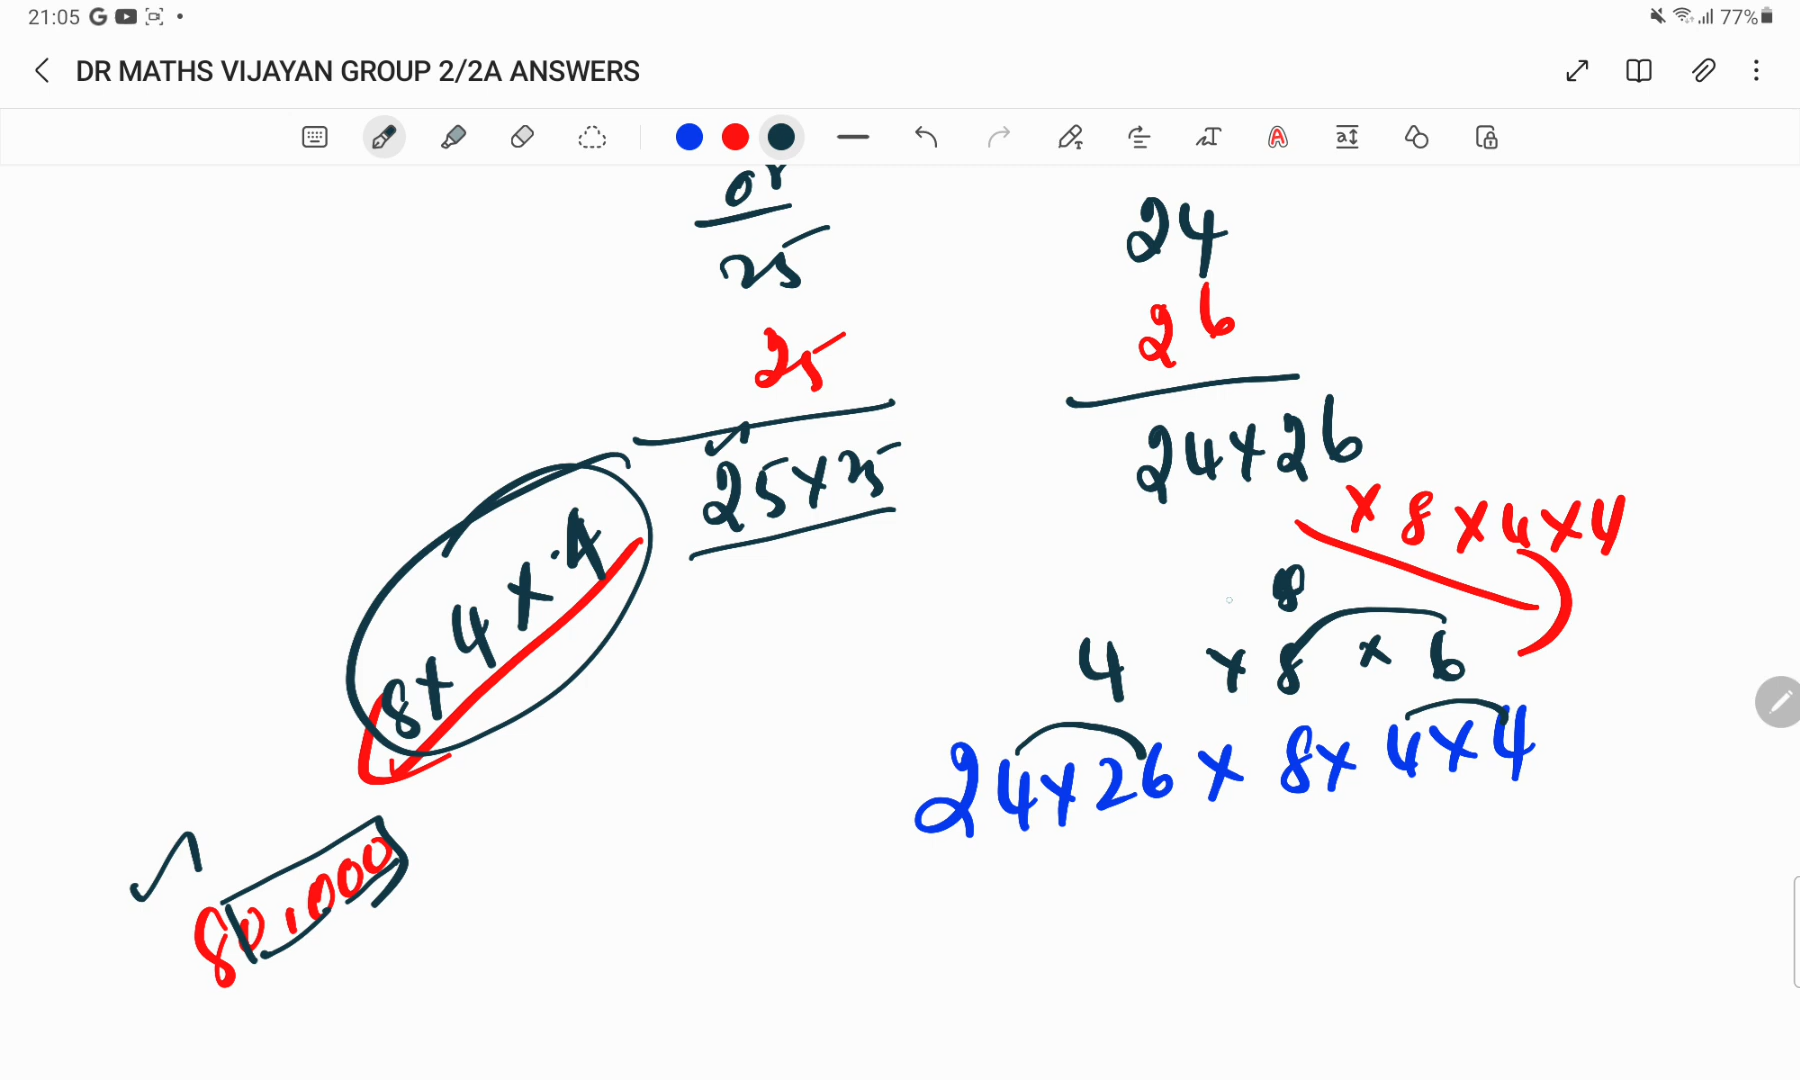 21:05 G 77%
DR MATHS VIJAYAN GROUP 2/2A ANSWERS
25
25
25×25
8×4×4
80,000
24
26
24×26
×8×4×4
8
4 ×8 × 6
24×26 × 8×4×4